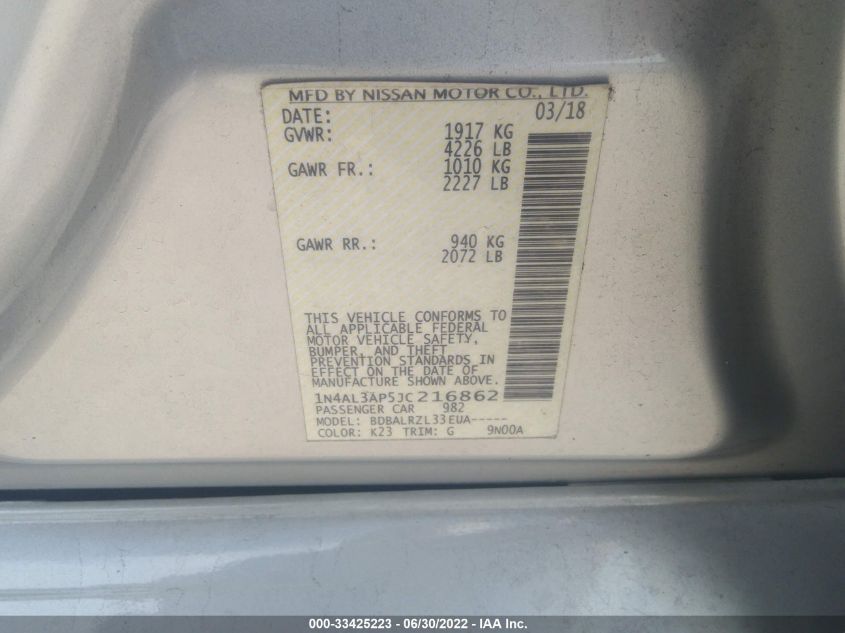 MFD BY NISSAN MOTOR CO., LTD.
DATE: 03/18
GVWR: 1917 KG
4226 LB
GAWR FR.: 1010 KG
2227 LB
GAWR RR.: 940 KG
2072 LB
THIS VEHICLE CONFORMS TO
ALL APPLICABLE FEDERAL
MOTOR VEHICLE SAFETY,
BUMPER, AND THEFT
PREVENTION STANDARDS IN
EFFECT ON THE DATE OF
MANUFACTURE SHOWN ABOVE.
1N4AL3AP5JC216862
PASSENGER CAR 982
MODEL: BDBALRZL33EUA-----
COLOR: K23 TRIM: G 9N00A
000-33425223 - 06/30/2022 - IAA Inc.